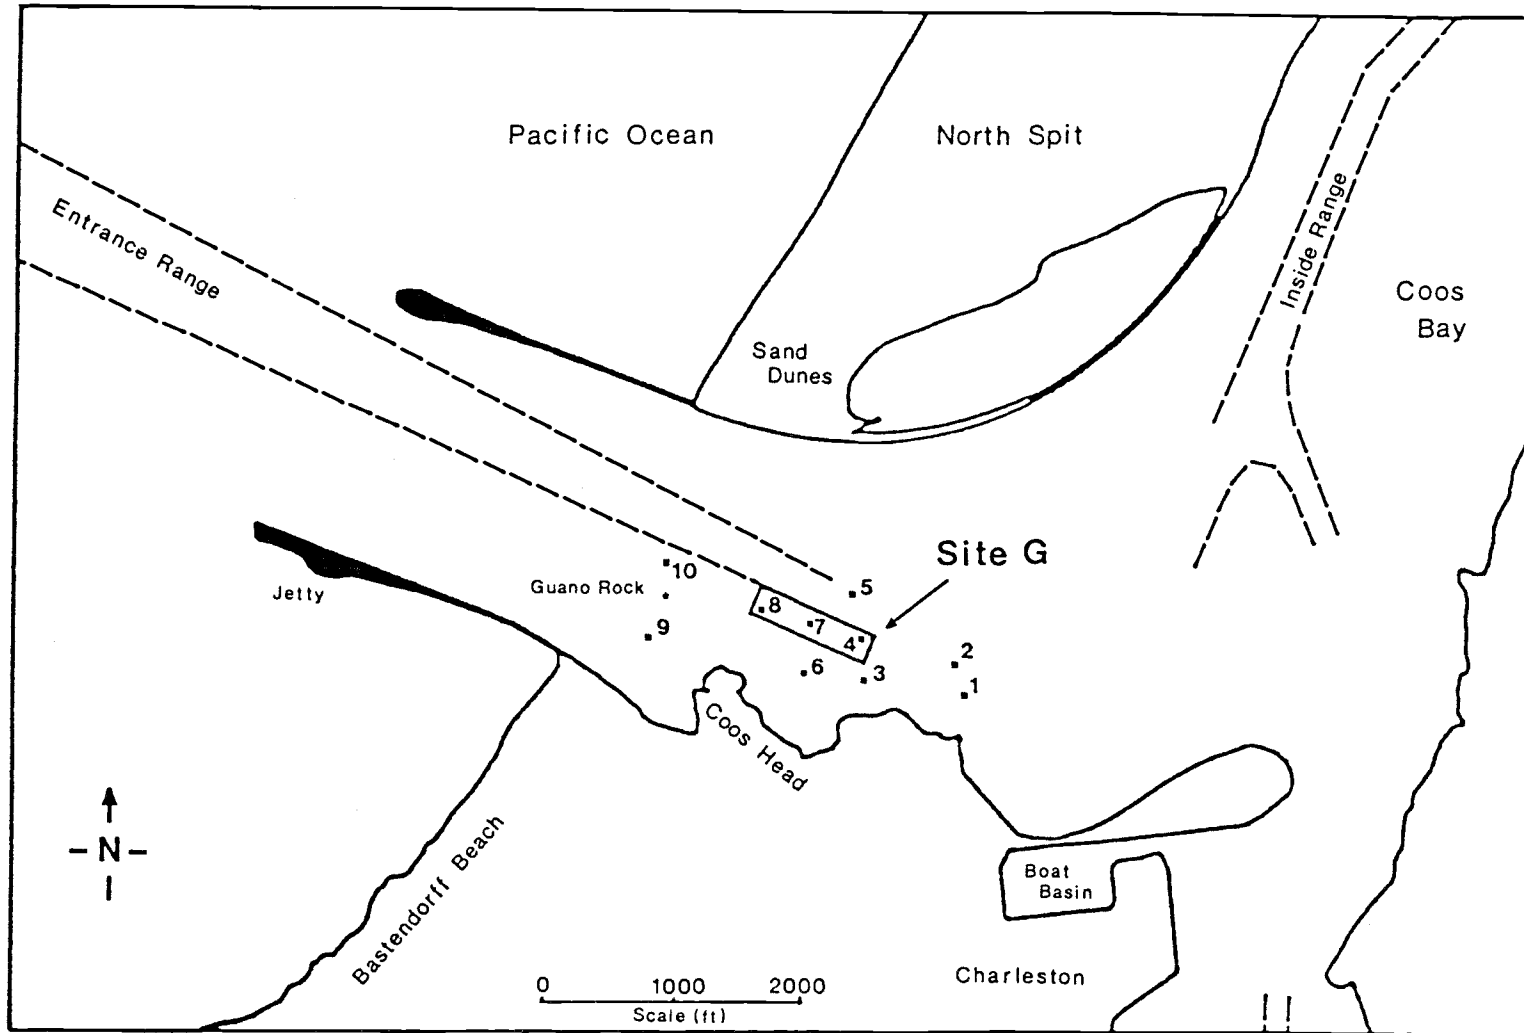 Pacific Ocean
North Spit
Entrance Range
Inside Range
Coos
Bay
Sand
Dunes
Site G
10
5
Guano Rock
8
Jetty
7
9
4
2
6
3
1
Coos Head
Bastendorff Beach
N
Boat
Basin
Charleston
0 1000 2000
Scale (ft)